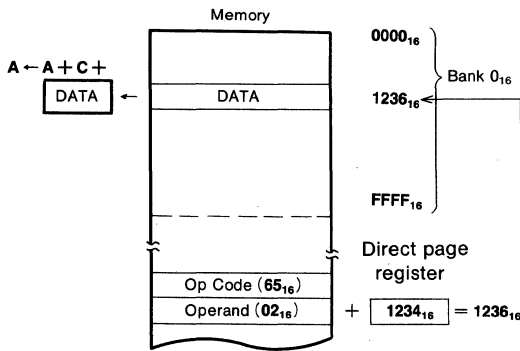 Memory
0000₁₆
A ← A + C +
DATA ← DATA
1236₁₆
Bank 0₁₆
FFFF₁₆
Direct page
register
Op Code (65₁₆)
Operand (02₁₆) + 1234₁₆ = 1236₁₆